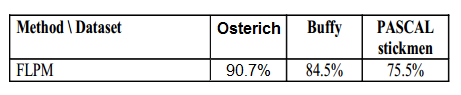 Method \ Dataset Osterich Buffy PASCAL
stickmen
FLPM 90.7% 84.5% 75.5%